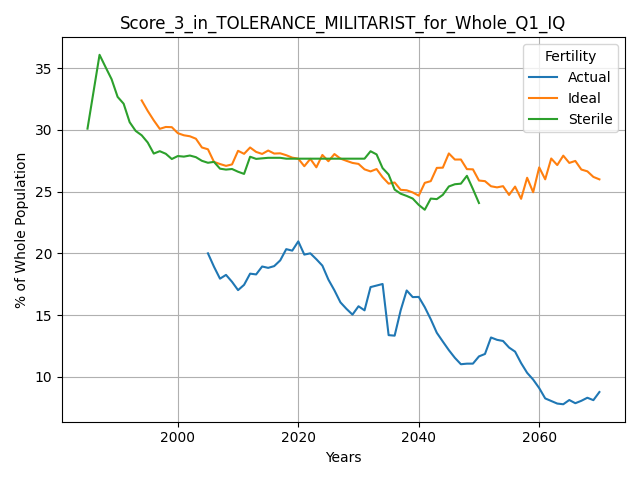 Score_3_in_TOLERANCE_MILITARIST_for_Whole_Q1_IQ
Fertility
Actual
Ideal
Sterile
% of Whole Population
35
30
25
20
15
10
2000
2020
2040
2060
Years